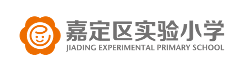 嘉定区实验小学
JIADING EXPERIMENTAL PRIMARY SCHOOL